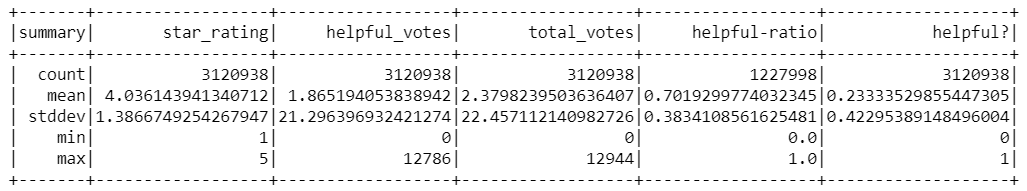 +-------+------------------+------------------+------------------+------------------+-------------------+
|summary|       star_rating|     helpful_votes|       total_votes|     helpful-ratio|           helpful?|
+-------+------------------+------------------+------------------+------------------+-------------------+
|  count|           3120938|           3120938|           3120938|           1227998|            3120938|
|   mean| 4.036143941340712| 1.865194053838942|2.3798239503636407|0.7019299774032345|0.23333529855447305|
| stddev|1.3866749254267947|21.296396932421274|22.457112140982726|0.3834108561625481|0.42295389148496004|
|    min|                 1|                 0|                 0|               0.0|                  0|
|    max|                 5|             12786|             12944|               1.0|                  1|
+-------+------------------+------------------+------------------+------------------+-------------------+